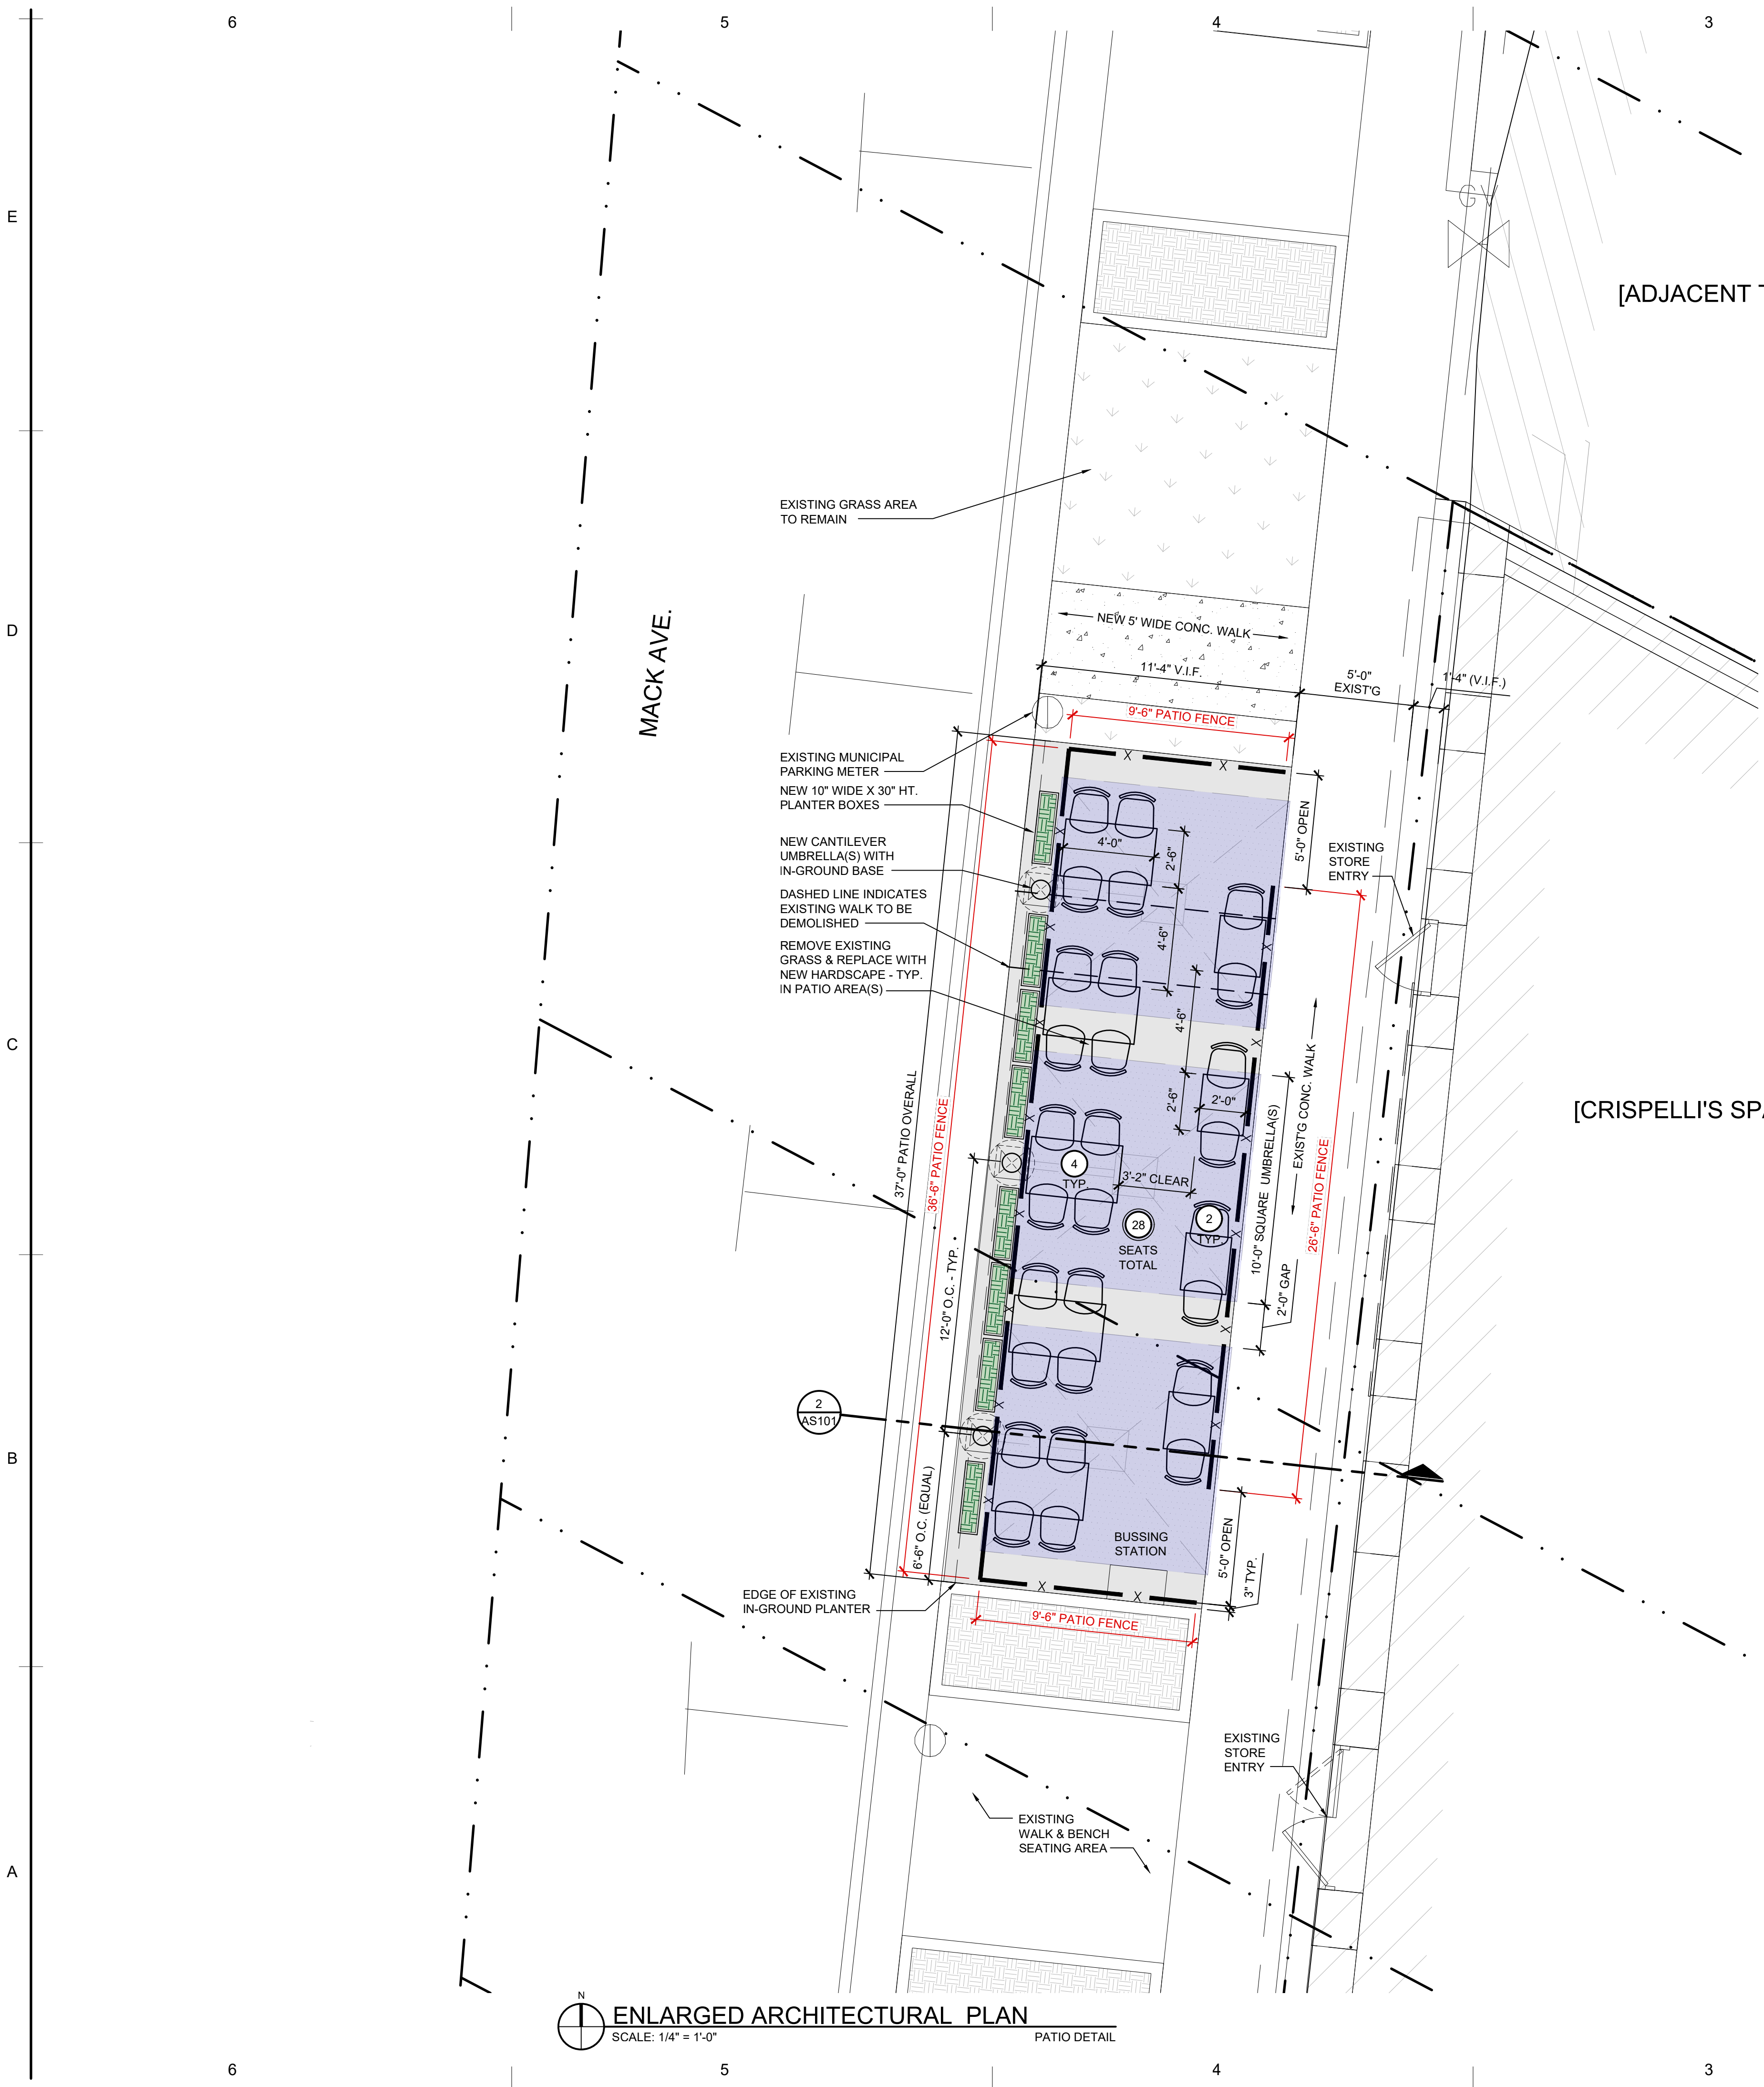 6 5 4 3
E
GV
[ADJACENT T
EXISTING GRASS AREA
TO REMAIN
D
MACK AVE.
NEW 5' WIDE CONC. WALK
11'-4" V.I.F.
5'-0"
EXIST'G
1'-4" (V.I.F.)
9'-6" PATIO FENCE
EXISTING MUNICIPAL
PARKING METER
NEW 10" WIDE X 30" HT.
PLANTER BOXES
NEW CANTILEVER
UMBRELLA(S) WITH
IN-GROUND BASE
DASHED LINE INDICATES
EXISTING WALK TO BE
DEMOLISHED
REMOVE EXISTING
GRASS & REPLACE WITH
NEW HARDSCAPE - TYP.
IN PATIO AREA(S)
4'-0"
2'-6"
5'-0" OPEN
EXISTING
STORE
ENTRY
4'-6"
C
4'-6"
2'-6"
2'-0"
37'-0" PATIO OVERALL
36'-6" PATIO FENCE
EXIST'G CONC. WALK
10'-0" SQUARE UMBRELLA(S)
26'-6" PATIO FENCE
[CRISPELLI'S SPA
4
TYP.
3'-2" CLEAR
28
SEATS
TOTAL
2
TYP.
2'-0" GAP
12'-0" O.C. - TYP.
2
AS101
B
6'-6" O.C. (EQUAL)
BUSSING
STATION
5'-0" OPEN
3" TYP.
EDGE OF EXISTING
IN-GROUND PLANTER
9'-6" PATIO FENCE
EXISTING
STORE
ENTRY
EXISTING
WALK & BENCH
SEATING AREA
A
N
ENLARGED ARCHITECTURAL PLAN
SCALE: 1/4" = 1'-0"
PATIO DETAIL
6 5 4 3